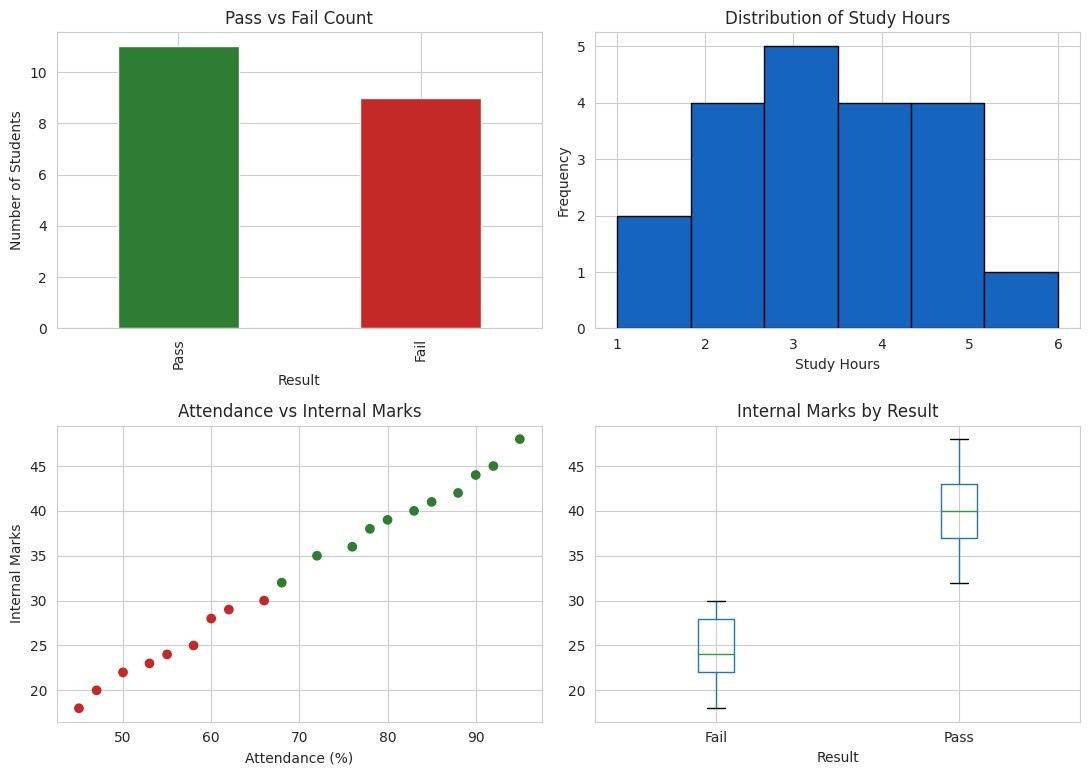 Pass vs Fail Count
10
8
6
4
2
0
Number of Students
Pass
Fail
Result
Distribution of Study Hours
5
4
3
2
1
0
Frequency
1 2 3 4 5 6
Study Hours
Attendance vs Internal Marks
45
40
35
30
25
20
Internal Marks
50 60 70 80 90
Attendance (%)
Internal Marks by Result
45
40
35
30
25
20
Fail Pass
Result